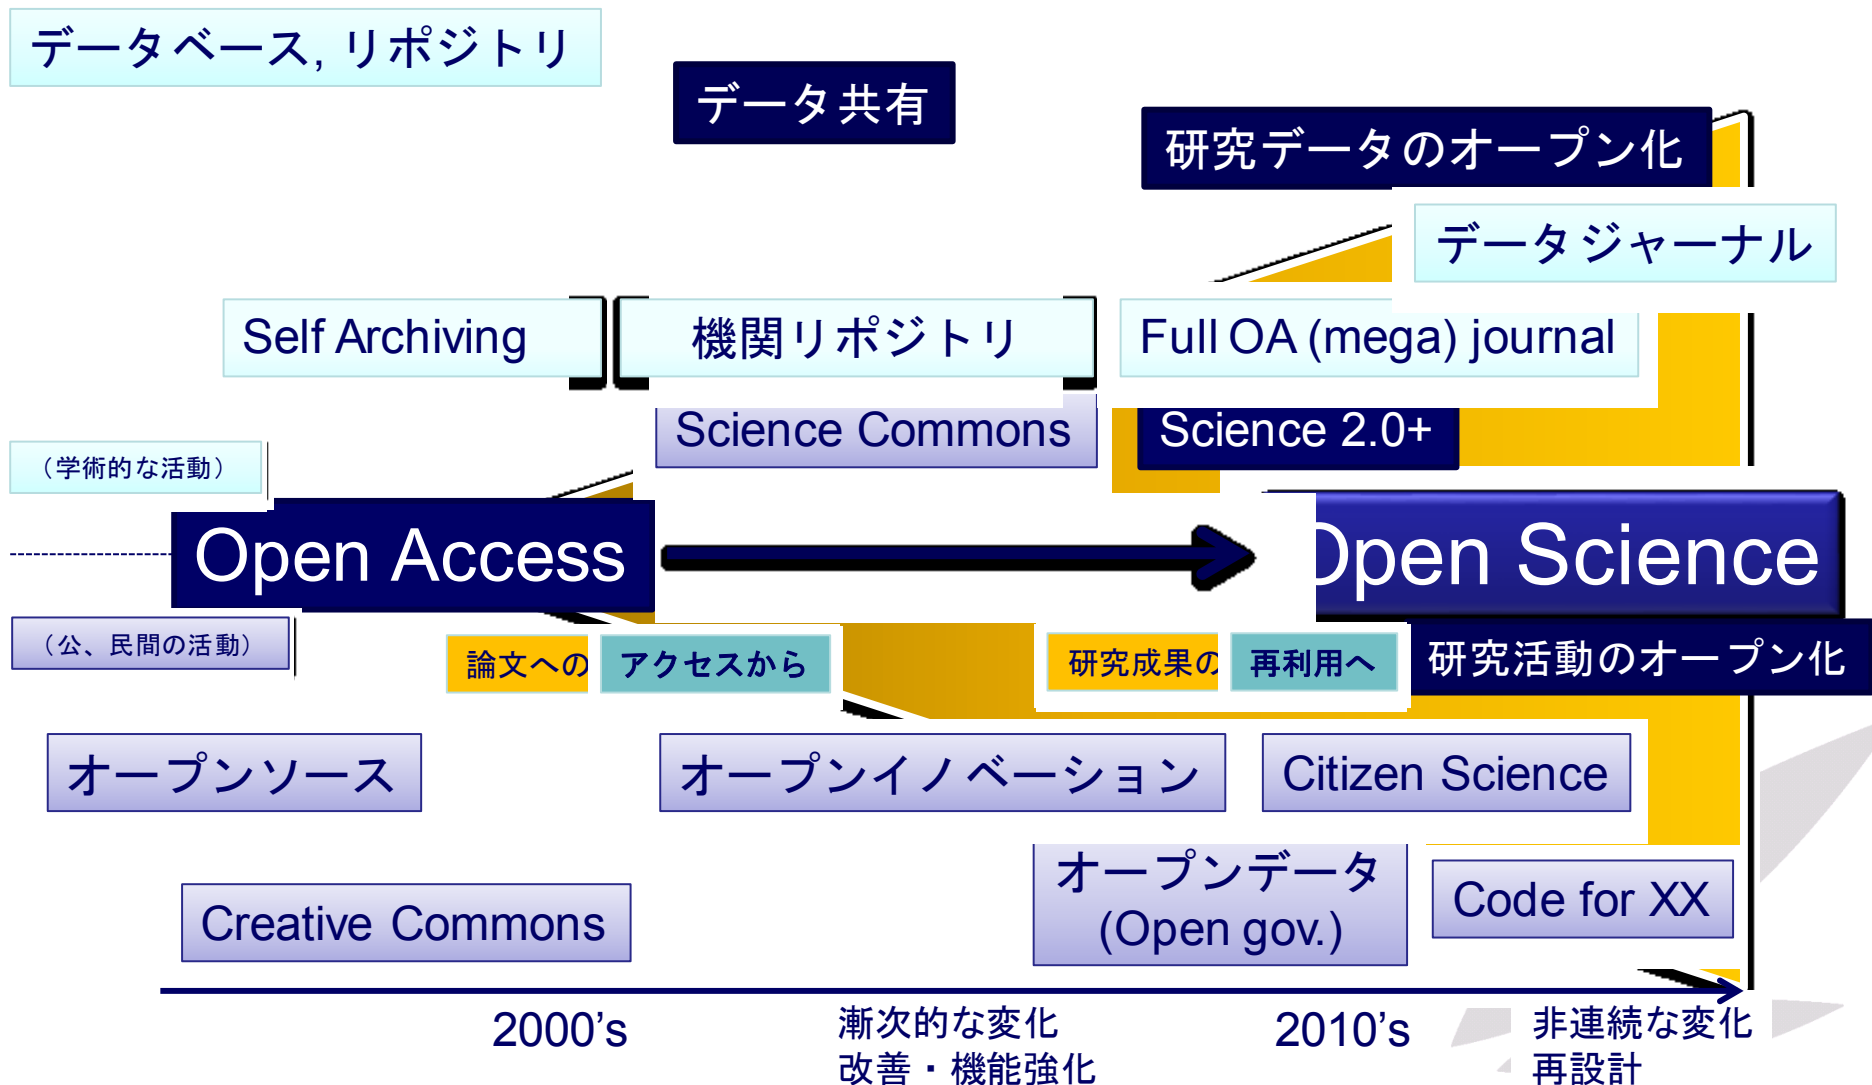 データベース, リポジトリ
データ共有
研究データのオープン化
データジャーナル
Self Archiving
機関リポジトリ
Full OA (mega) journal
Science Commons
Science 2.0+
（学術的な活動）
Open Access
Open Science
（公、民間の活動）
論文への
アクセスから
研究成果の
再利用へ
研究活動のオープン化
オープンソース
オープンイノベーション
Citizen Science
Creative Commons
オープンデータ
(Open gov.)
Code for XX
2000's
漸次的な変化
改善・機能強化
2010's
非連続な変化
再設計